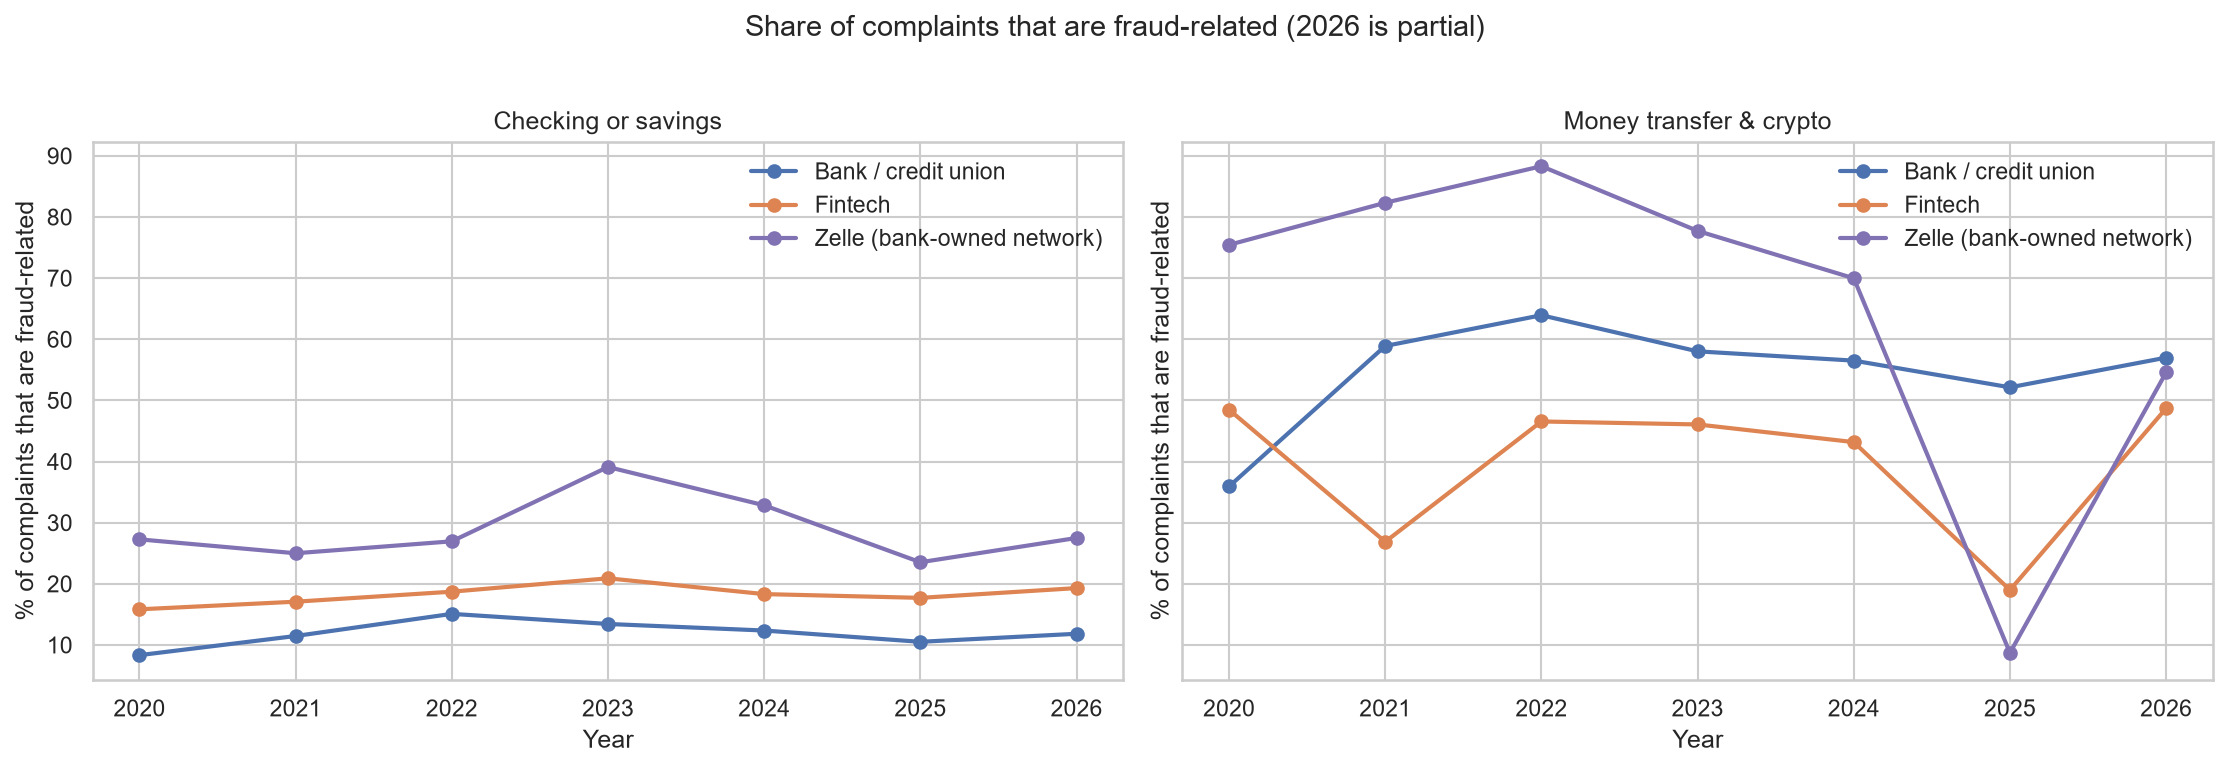 Share of complaints that are fraud-related (2026 is partial)
Checking or savings
% of complaints that are fraud-related
90
80
70
60
50
40
30
20
10
Bank / credit union
Fintech
Zelle (bank-owned network)
2020 2021 2022 2023 2024 2025 2026
Year
Money transfer & crypto
% of complaints that are fraud-related
Bank / credit union
Fintech
Zelle (bank-owned network)
2020 2021 2022 2023 2024 2025 2026
Year